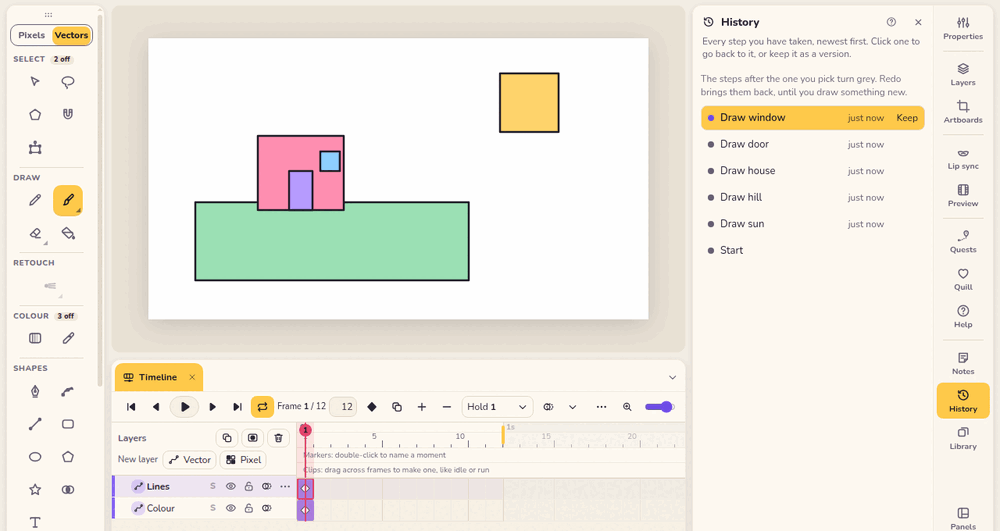 Pixels Vectors
SELECT 2 off
DRAW
RETOUCH
COLOUR 3 off
SHAPES
T
Timeline
Frame 1 / 12
12
Hold 1
Layers
New layer
Vector
Pixel
1
5
10
1s
15
20
Markers: double-click to name a moment
Clips: drag across frames to make one, like idle or run
Lines
S
Colour
S
History
Every step you have taken, newest first. Click one to
go back to it, or keep it as a version.
The steps after the one you pick turn grey. Redo
brings them back, until you draw something new.
Draw window just now Keep
Draw door just now
Draw house just now
Draw hill just now
Draw sun just now
Start
Properties
Layers
Artboards
Lip sync
Preview
Quests
Quill
Help
Notes
History
Library
Panels